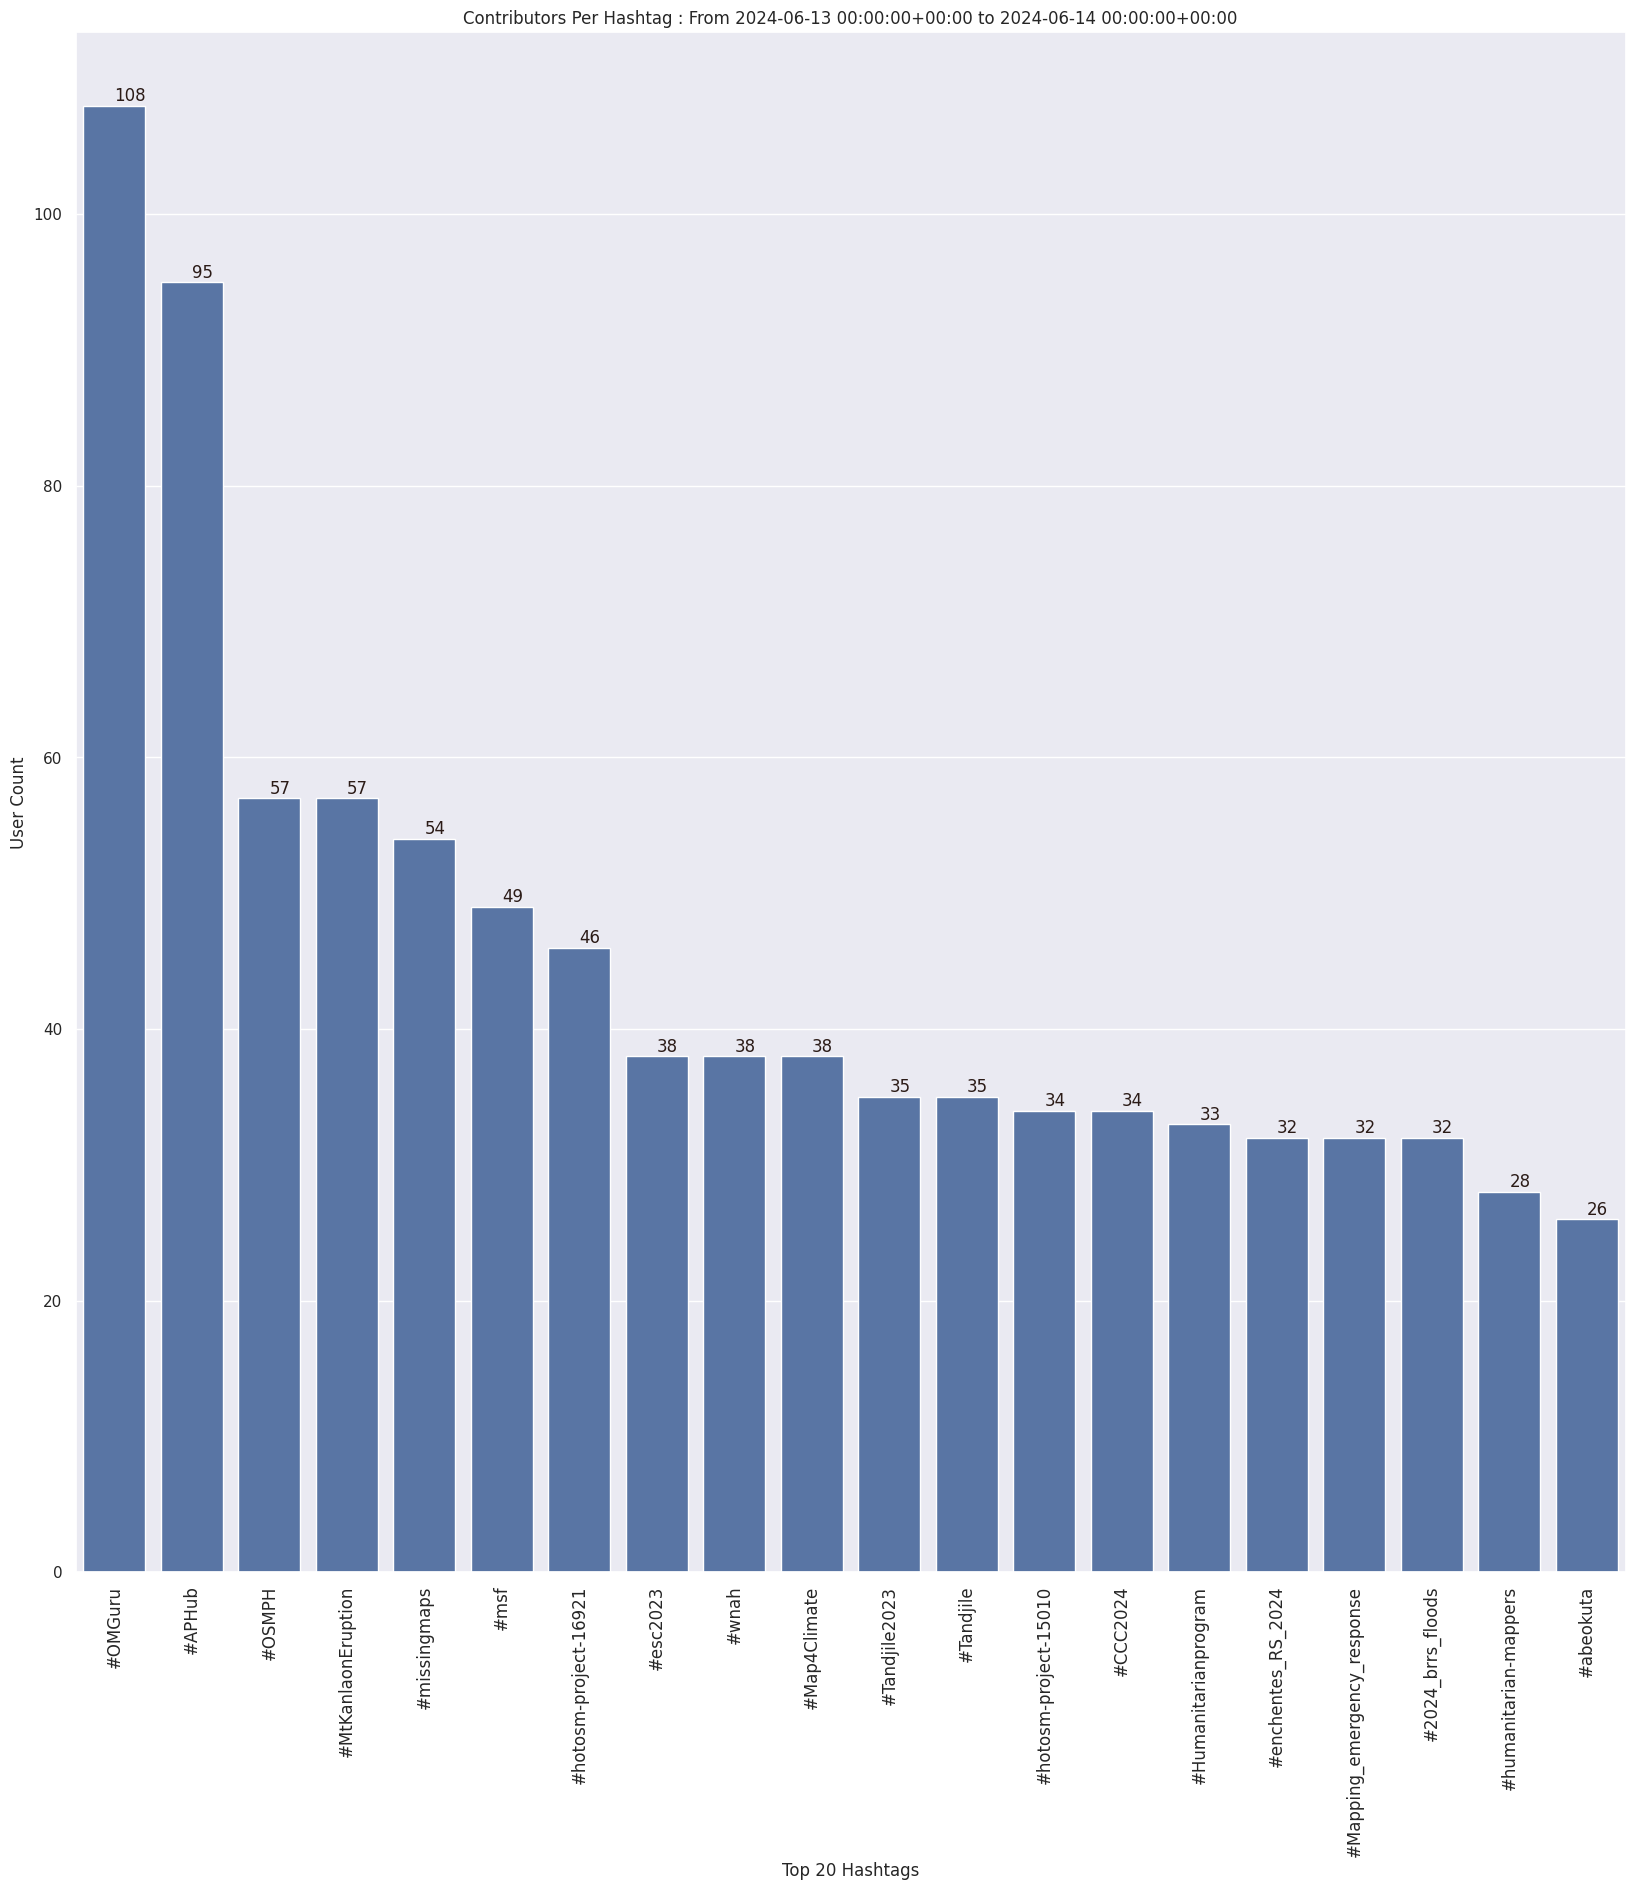 Contributors Per Hashtag : From 2024-06-13 00:00:00+00:00 to 2024-06-14 00:00:00+00:00
108
95
57
57
54
49
46
38
38
38
35
35
34
34
33
32
32
32
28
26
100
80
60
40
20
0
User Count
#OMGuru
#APHub
#OSMPH
#MtKanlaonEruption
#missingmaps
#msf
#hotosm-project-16921
#esc2023
#wnah
#Map4Climate
#Tandjile2023
#Tandjile
#hotosm-project-15010
#CCC2024
#Humanitarianprogram
#enchentes_RS_2024
#Mapping_emergency_response
#2024_brrs_floods
#humanitarian-mappers
#abeokuta
Top 20 Hashtags